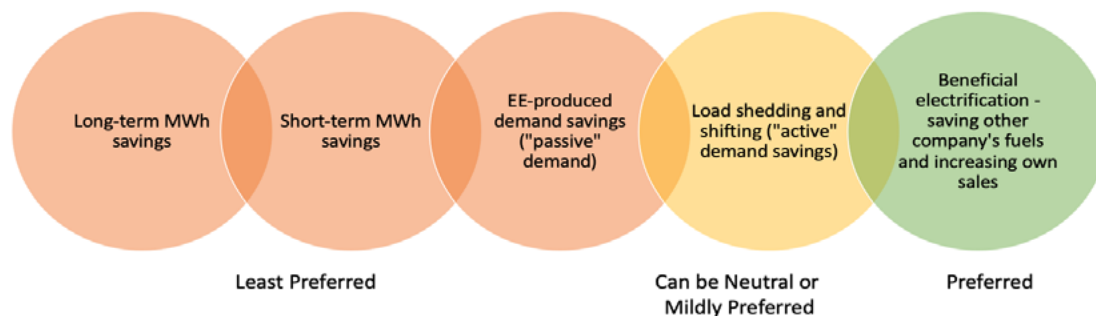 Long-term MWh
savings
Short-term MWh
savings
EE-produced
demand savings
("passive"
demand)
Load shedding and
shifting ("active"
demand savings)
Beneficial
electrification -
saving other
company's fuels
and increasing own
sales
Least Preferred
Can be Neutral or
Mildly Preferred
Preferred